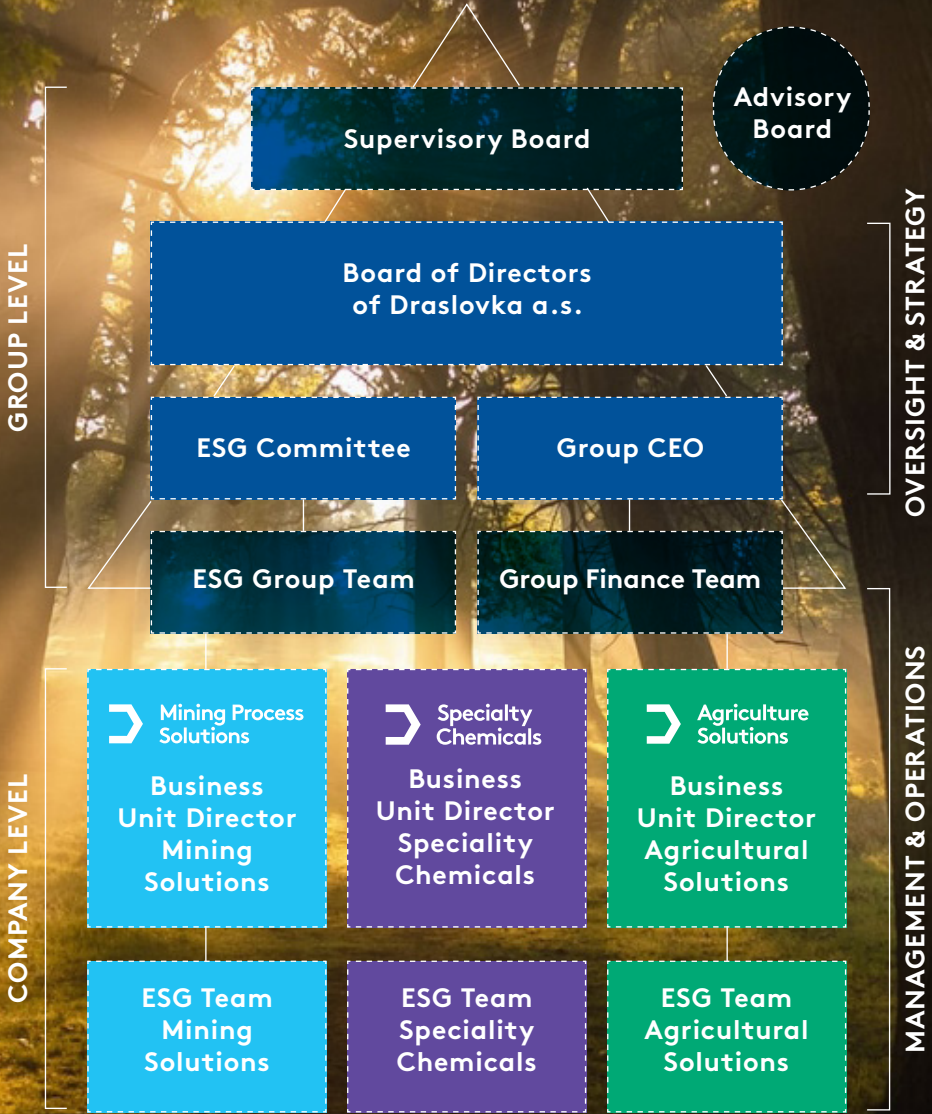 Advisory
Board
Supervisory Board
GROUP LEVEL
OVERSIGHT & STRATEGY
Board of Directors
of Draslovka a.s.
ESG Committee
Group CEO
ESG Group Team
Group Finance Team
COMPANY LEVEL
MANAGEMENT & OPERATIONS
Mining Process
Solutions
Business
Unit Director
Mining
Solutions
Specialty
Chemicals
Business
Unit Director
Speciality
Chemicals
Agriculture
Solutions
Business
Unit Director
Agricultural
Solutions
ESG Team
Mining
Solutions
ESG Team
Speciality
Chemicals
ESG Team
Agricultural
Solutions